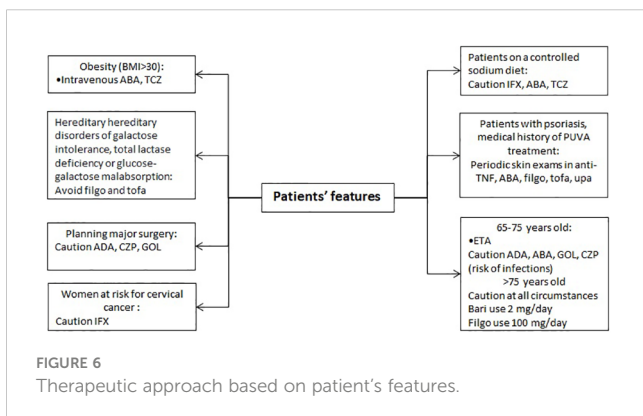 Obesity (BMI>30):
•Intravenous ABA, TCZ
Hereditary hereditary
disorders of galactose
intolerance, total lactase
deficiency or glucose-
galactose malabsorption:
Avoid filgo and tofa
Planning major surgery:
Caution ADA, CZP, GOL
Women at risk for cervical
cancer :
Caution IFX
Patients’ features
Patients on a controlled
sodium diet:
Caution IFX, ABA, TCZ
Patients with psoriasis,
medical history of PUVA
treatment:
Periodic skin exams in anti-
TNF, ABA, filgo, tofa, upa
65-75 years old:
•ETA
Caution ADA, ABA, GOL, CZP
(risk of infections)
>75 years old
Caution at all circumstances
Bari use 2 mg/day
Filgo use 100 mg/day
FIGURE 6
Therapeutic approach based on patient’s features.